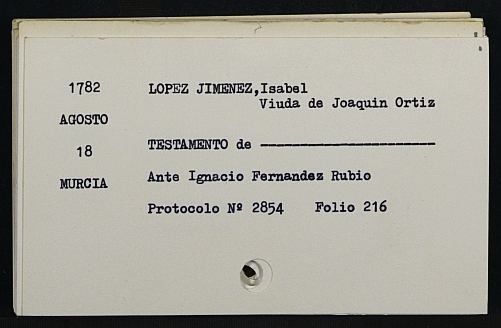 1782 LOPEZ JIMENEZ,Isabel
Viuda de Joaquin Ortiz
AGOSTO
18 TESTAMENTO de --------------------
MURCIA Ante Ignacio Fernandez Rubio
Protocolo Nº 2854 Folio 216